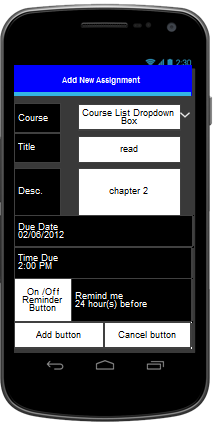 2:30
Add New Assignment
Course
Course List Dropdown
Box
Title
read
Desc.
chapter 2
Due Date
02/06/2012
Time Due
2:00 PM
On /Off
Reminder
Button
Remind me
24 hour(s) before
Add button
Cancel button